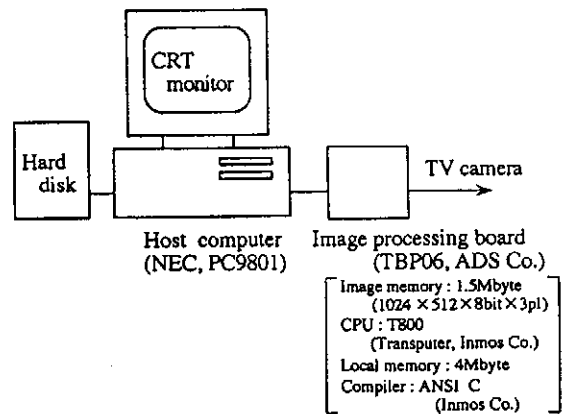 CRT
monitor
Hard
disk
TV camera
Host computer
(NEC, PC9801)
Image processing board
(TBP06, ADS Co.)
Image memory : 1.5Mbyte
(1024 ×512×8bit×3pl)
CPU : T800
(Transputer, Inmos Co.)
Local memory : 4Mbyte
Compiler : ANSI C
(Inmos Co.)